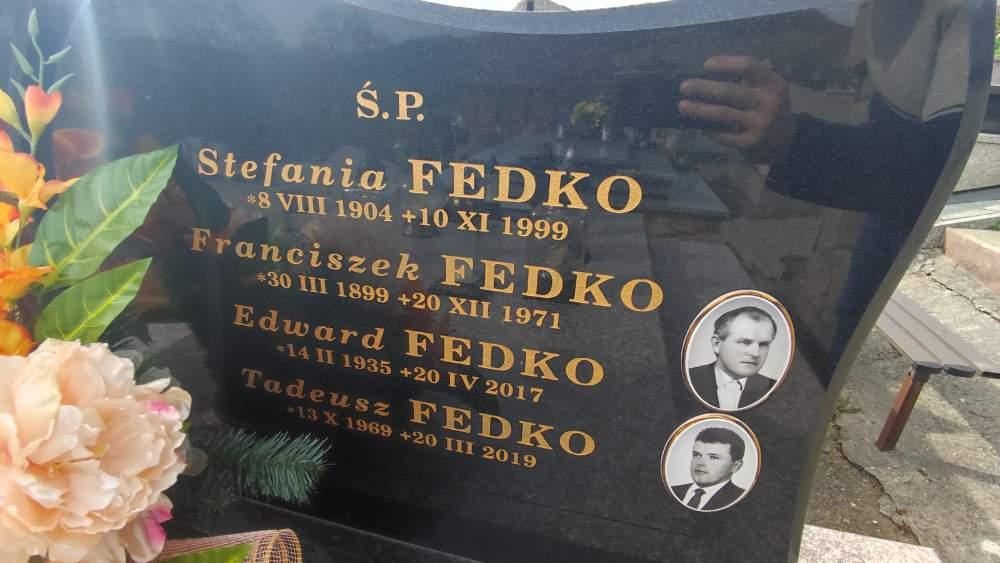 Ś.P.
Stefania FEDKO
*8 VIII 1904 +10 XI 1999
Franciszek FEDKO
*30 III 1899 +20 XII 1971
Edward FEDKO
*14 II 1935 +20 IV 2017
Tadeusz FEDKO
*13 X 1969 +20 III 2019